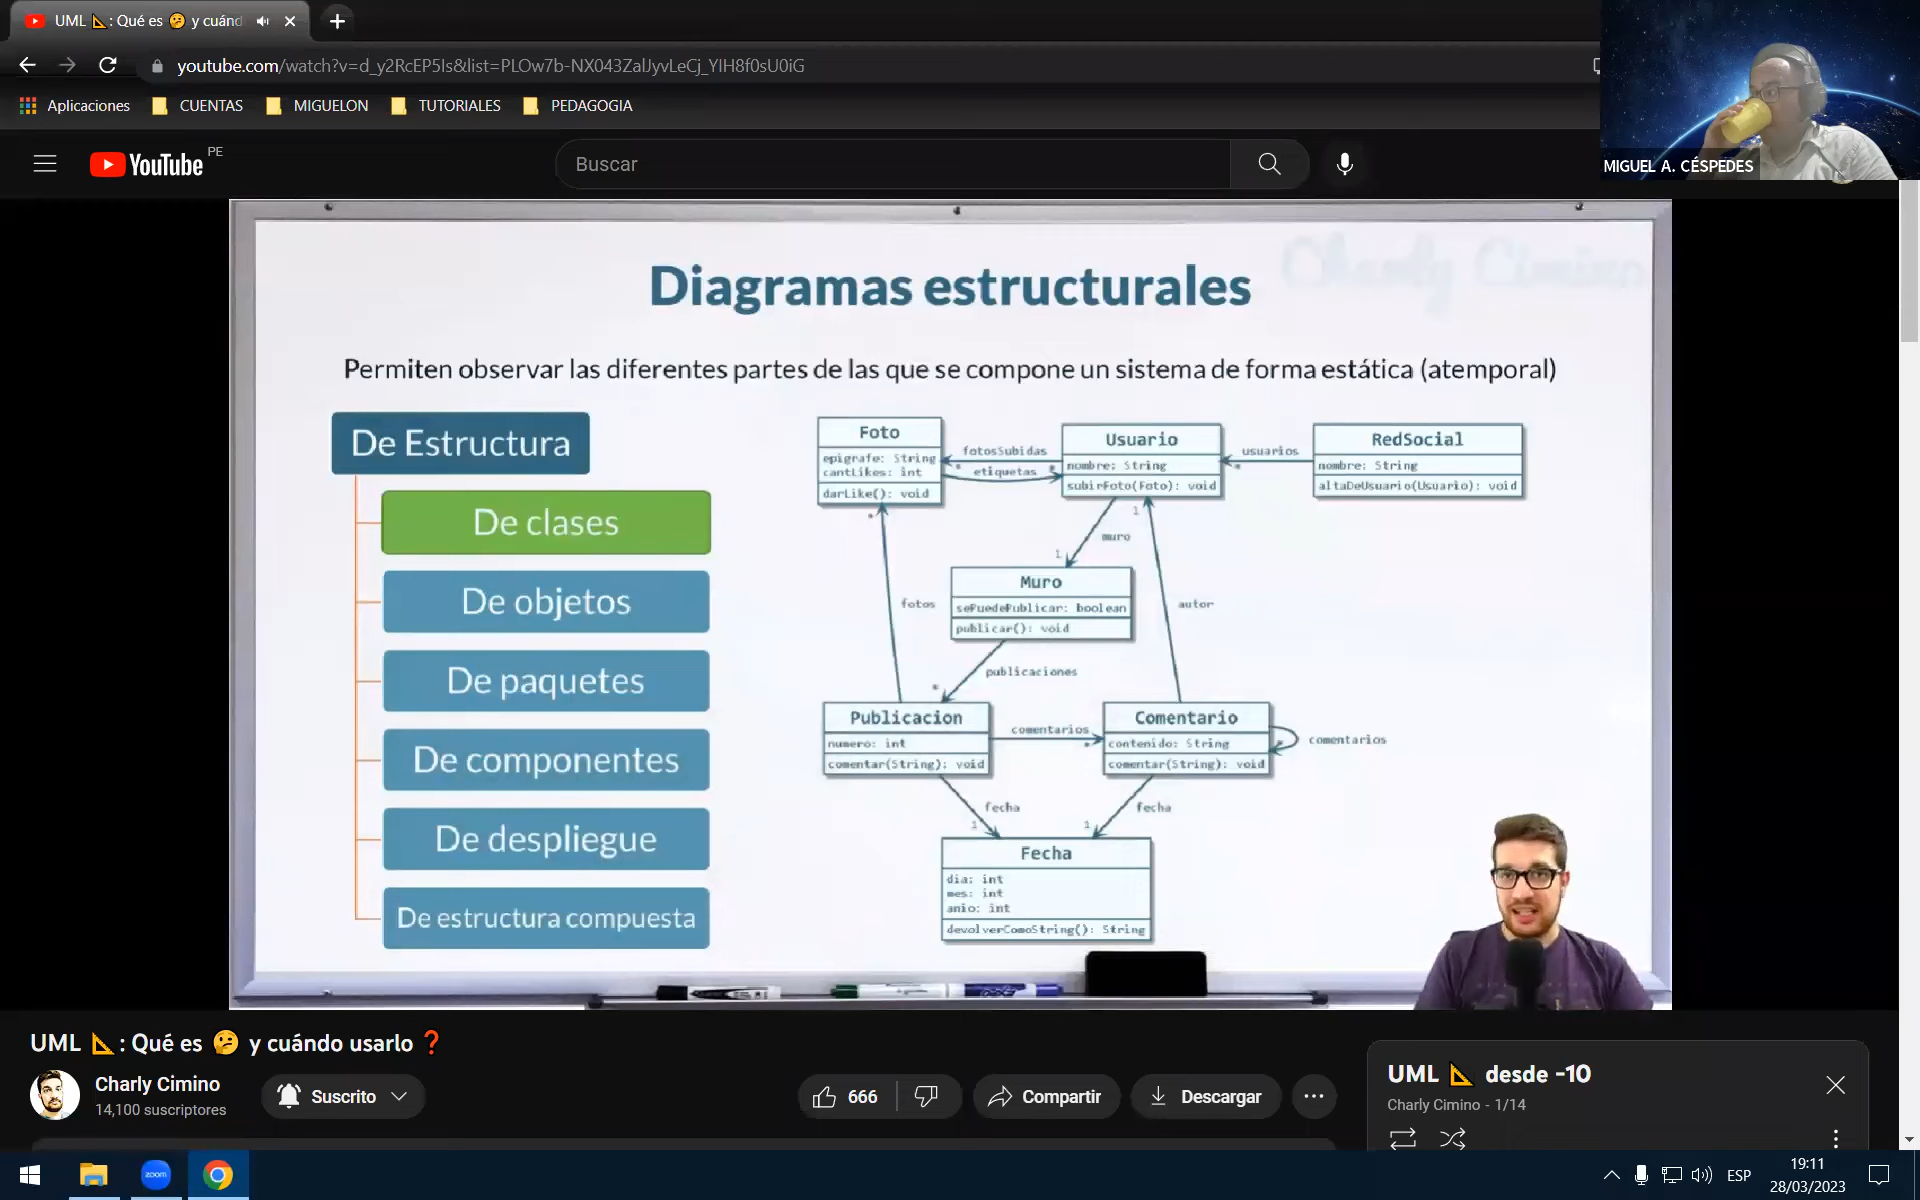 UML 📐: Qué es 🤔 y cuánd
youtube.com/watch?v=d_y2RcEP5Is&list=PLOw7b-NX043ZalJyvLeCj_YIH8f0sU0iG
Aplicaciones
CUENTAS
MIGUELON
TUTORIALES
PEDAGOGIA
MIGUEL A. CÉSPEDES
YouTube PE
Buscar
Charly Cimino
Diagramas estructurales
Permiten observar las diferentes partes de las que se compone un sistema de forma estática (atemporal)
De Estructura
De clases
De objetos
De paquetes
De componentes
De despliegue
De estructura compuesta
Foto
epigrafe: String
cantLikes: int
darLike(): void
fotosSubidas
*
*
etiquetas
Usuario
nombre: String
subirFoto(Foto): void
usuarios
*
RedSocial
nombre: String
altaDeUsuario(Usuario): void
*
1
muro
1
Muro
sePuedePublicar: boolean
publicar(): void
fotos
autor
publicaciones
*
Publicacion
numero: int
comentar(String): void
comentarios
*
Comentario
contenido: String
comentar(String): void
*
comentarios
fecha
1
fecha
1
Fecha
dia: int
mes: int
anio: int
devolverComoString(): String
UML 📐: Qué es 🤔 y cuándo usarlo ❓
Charly Cimino
14,100 suscriptores
Suscrito
666
Compartir
Descargar
UML 📐 desde -10
Charly Cimino - 1/14
zoom
ESP
19:11
28/03/2023